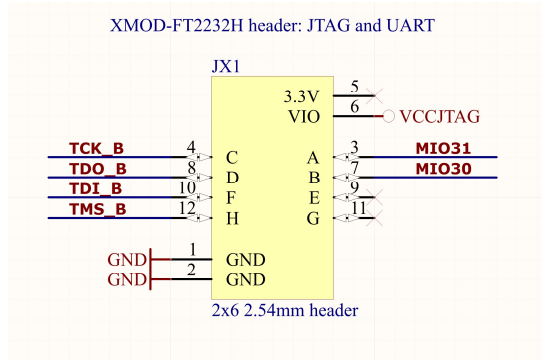 XMOD-FT2232H header: JTAG and UART
JX1
3.3V 5
VIO 6 VCCJTAG
TCK_B 4 C A 3 MIO31
TDO_B 8 D B 7 MIO30
TDI_B 10 F E 9
TMS_B 12 H G 11
GND 1 GND
GND 2 GND
2x6 2.54mm header